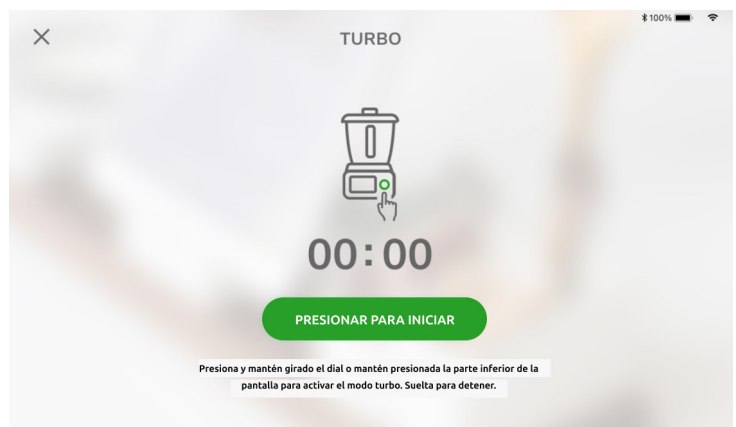 100%
TURBO
00:00
PRESIONAR PARA INICIAR
Presiona y mantén girado el dial o mantén presionada la parte inferior de la
pantalla para activar el modo turbo. Suelta para detener.